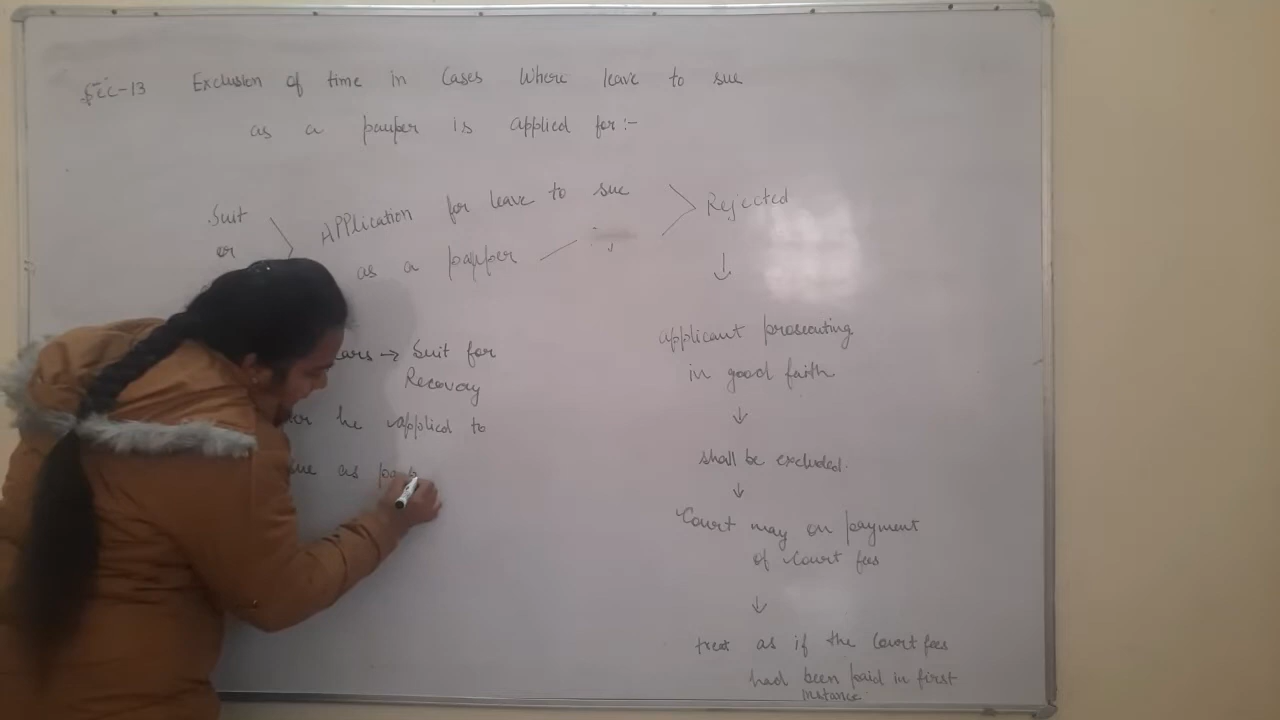 Sec-13 Exclusion of time in Cases Where leave to sue
as a pauper is applied for:-
Suit
or
APPlication for leave to sue
as a pauper
Rejected
applicant prosecuting
in good faith
shall be excluded.
Court may on payment
of Court fees
treat as if the Court fees
had been paid in first
instance.
→ Suit for
Recovery
he applied to
as